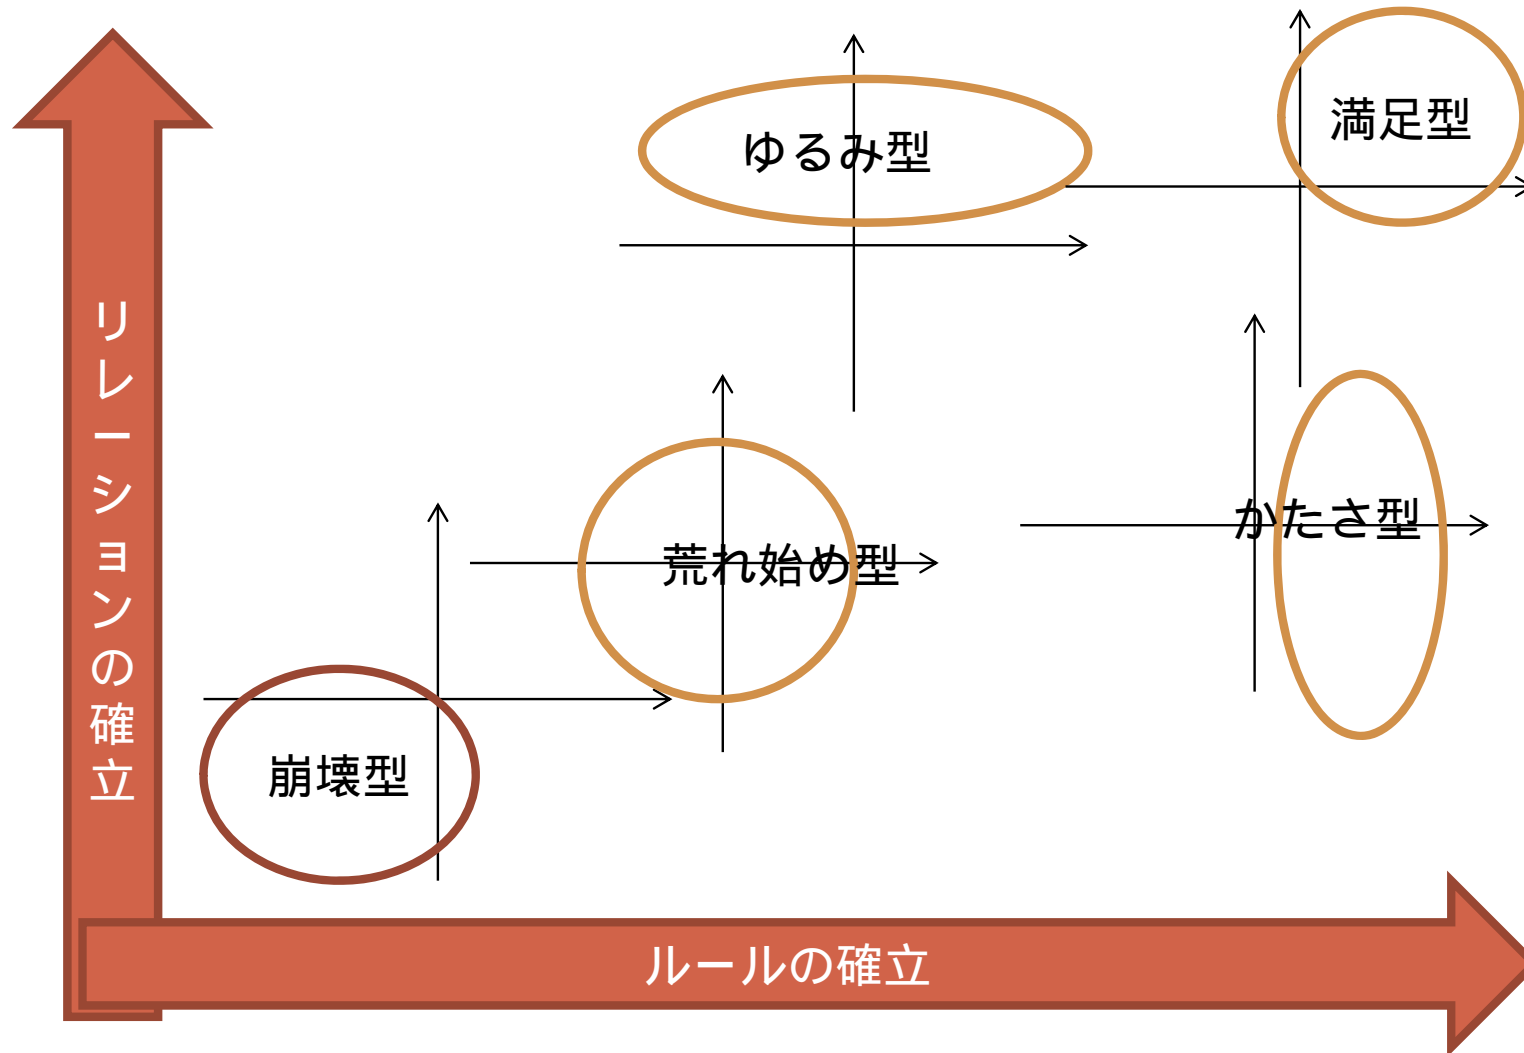 満足型
ゆるみ型
リレーションの確立
かたさ型
荒れ始め型
崩壊型
ルールの確立